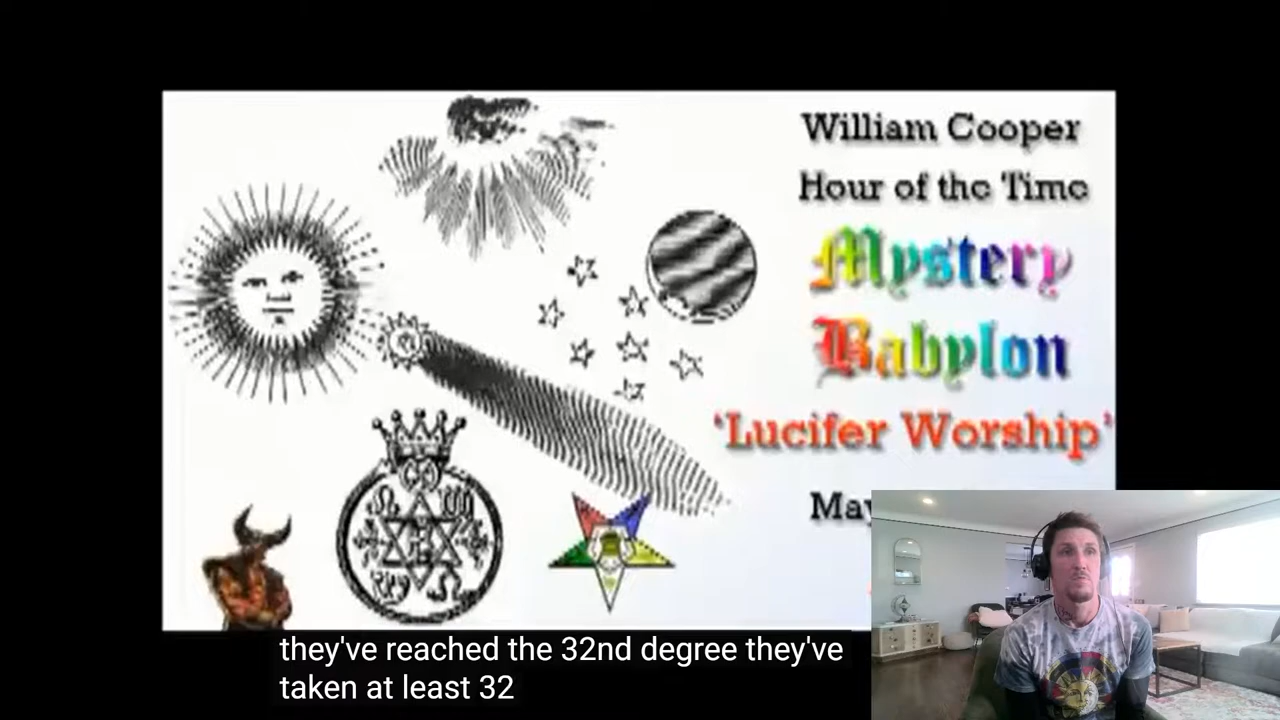 William Cooper
Hour of the Time
Mystery
Babylon
'Lucifer Worship'
May
they've reached the 32nd degree they've
taken at least 32